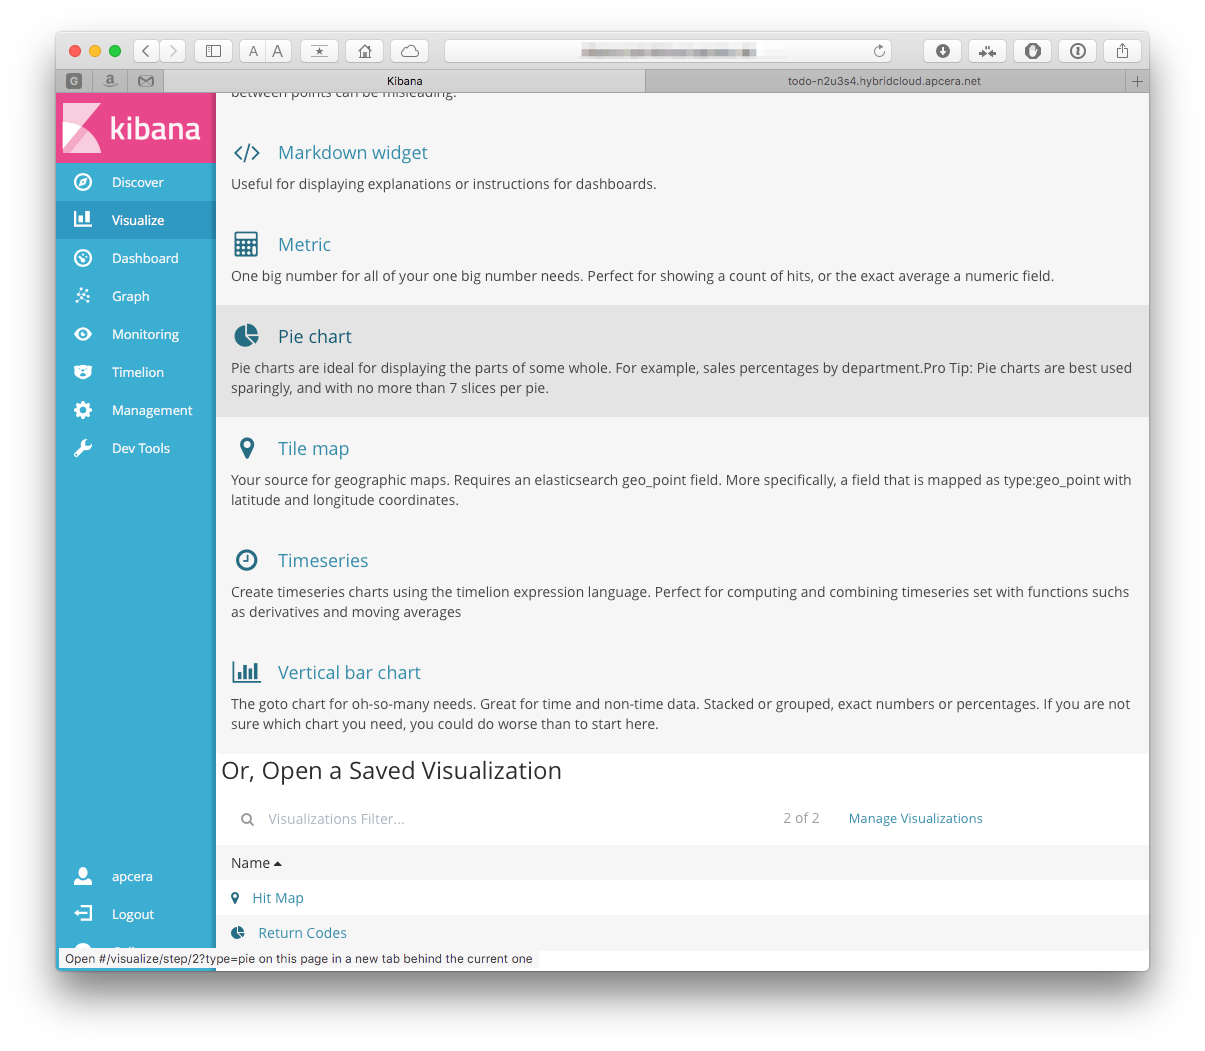 A A
Kibana
todo-n2u3s4.hybridcloud.apcera.net
G
a
kibana
Discover
Visualize
Dashboard
Graph
Monitoring
Timelion
Management
Dev Tools
apcera
Logout
between points can be misleading.
Markdown widget
Useful for displaying explanations or instructions for dashboards.
Metric
One big number for all of your one big number needs. Perfect for showing a count of hits, or the exact average a numeric field.
Pie chart
Pie charts are ideal for displaying the parts of some whole. For example, sales percentages by department.Pro Tip: Pie charts are best used
sparingly, and with no more than 7 slices per pie.
Tile map
Your source for geographic maps. Requires an elasticsearch geo_point field. More specifically, a field that is mapped as type:geo_point with
latitude and longitude coordinates.
Timeseries
Create timeseries charts using the timelion expression language. Perfect for computing and combining timeseries set with functions suchs
as derivatives and moving averages
Vertical bar chart
The goto chart for oh-so-many needs. Great for time and non-time data. Stacked or grouped, exact numbers or percentages. If you are not
sure which chart you need, you could do worse than to start here.
Or, Open a Saved Visualization
Visualizations Filter...
2 of 2
Manage Visualizations
Name
Hit Map
Return Codes
Open #/visualize/step/2?type=pie on this page in a new tab behind the current one